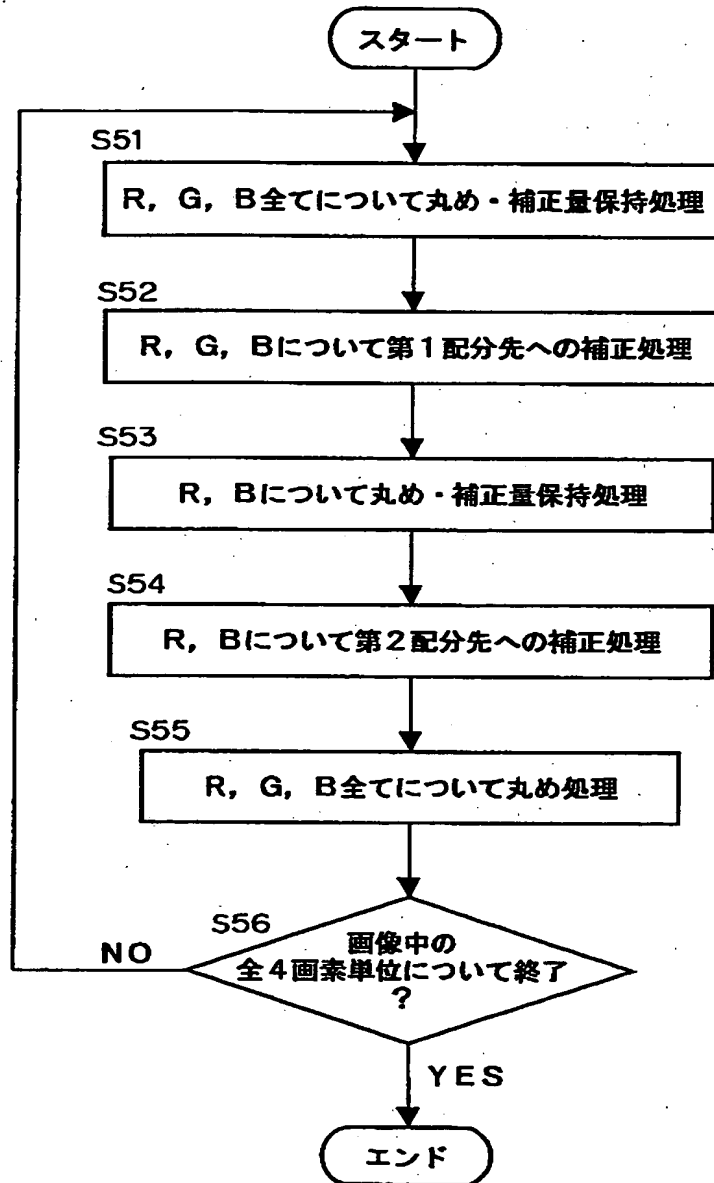 スタート
S51
R，G，B全てについて丸め・補正量保持処理
S52
R，G，Bについて第1配分先への補正処理
S53
R，Bについて丸め・補正量保持処理
S54
R，Bについて第2配分先への補正処理
S55
R，G，B全てについて丸め処理
S56
画像中の
全4画素単位について終了
?
NO
YES
エンド